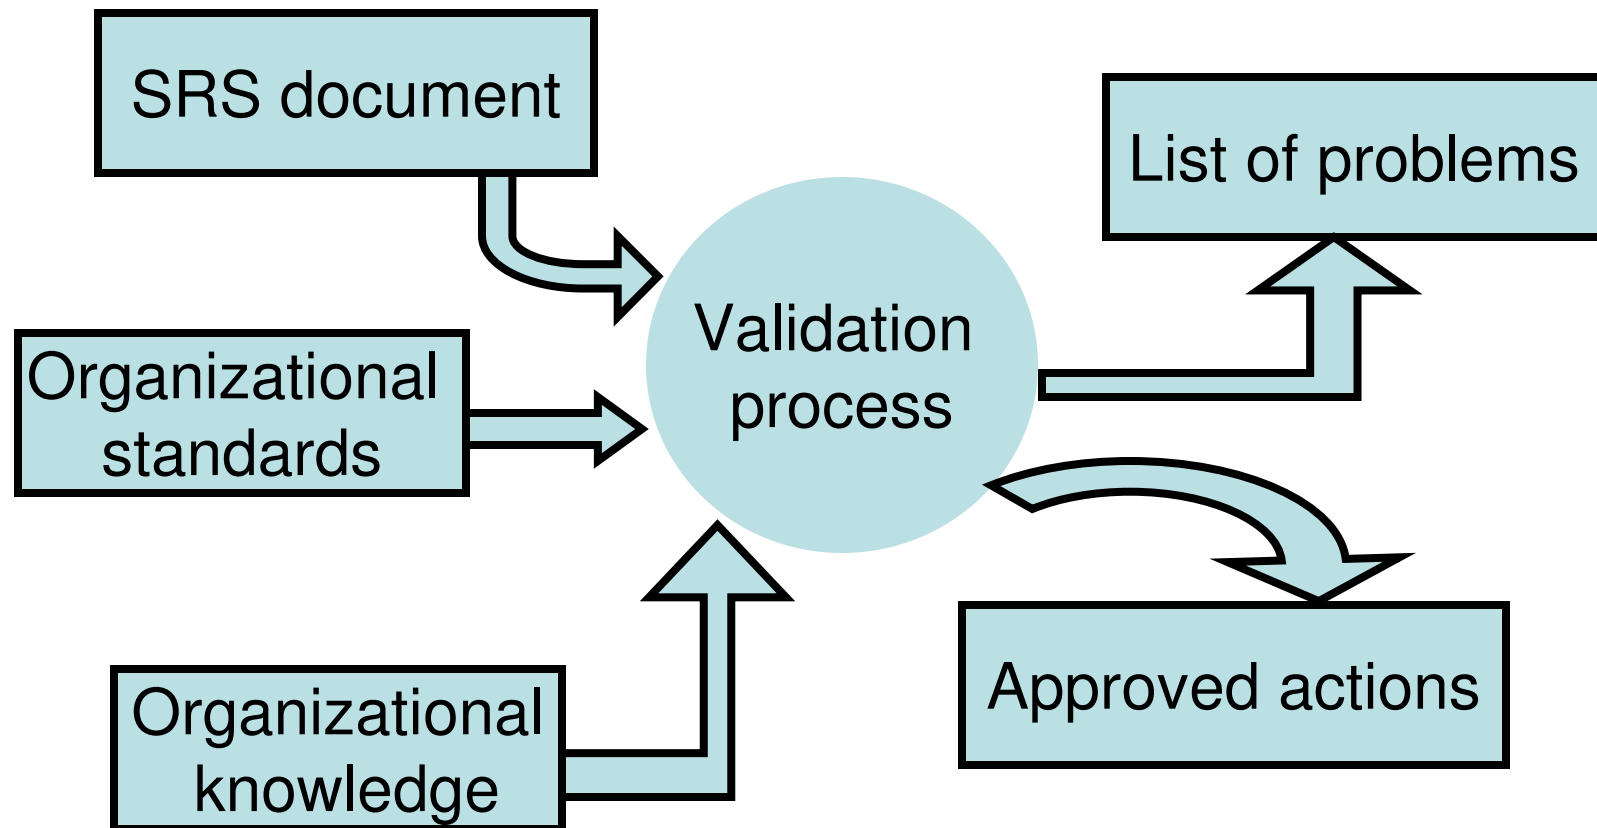 SRS document
List of problems
Validation
process
Organizational
standards
Approved actions
Organizational
knowledge